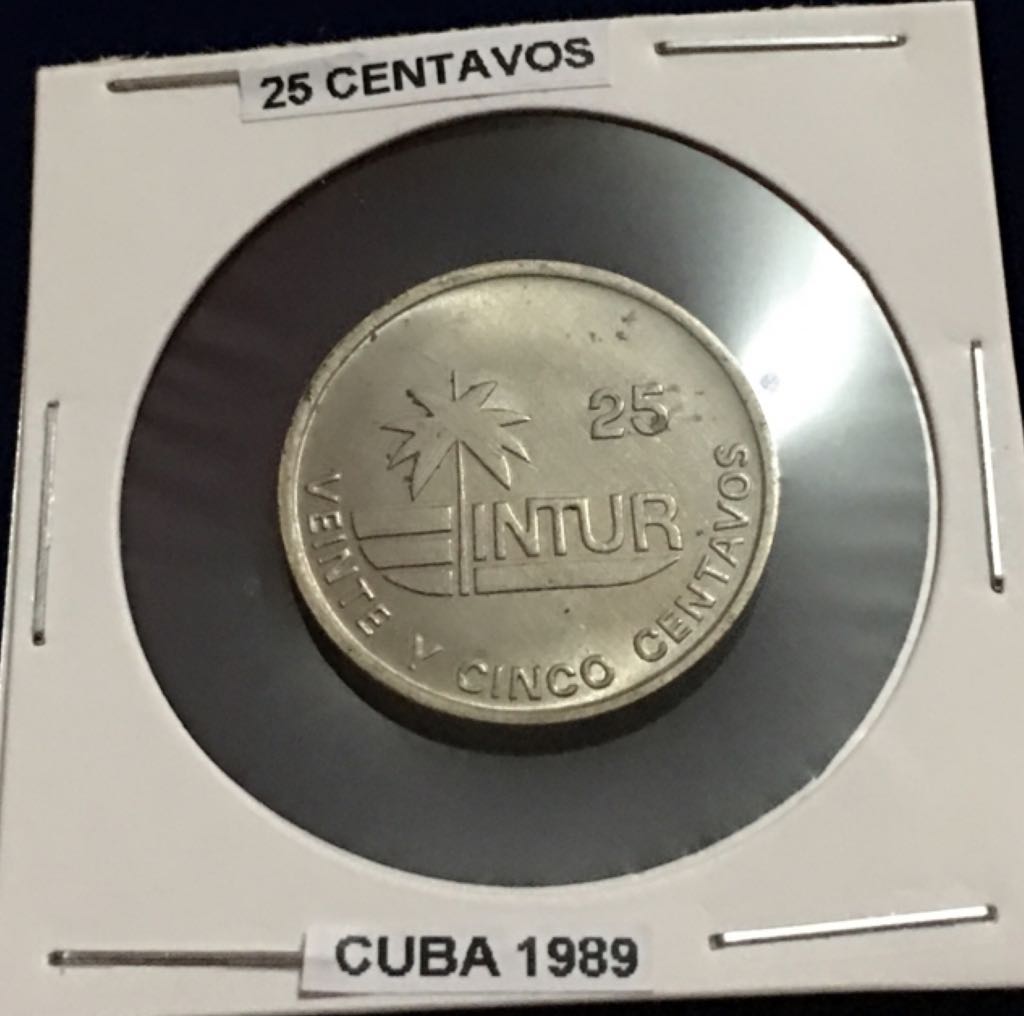 25 CENTAVOS
25
INTUR
VEINTE Y CINCO CENTAVOS
CUBA 1989